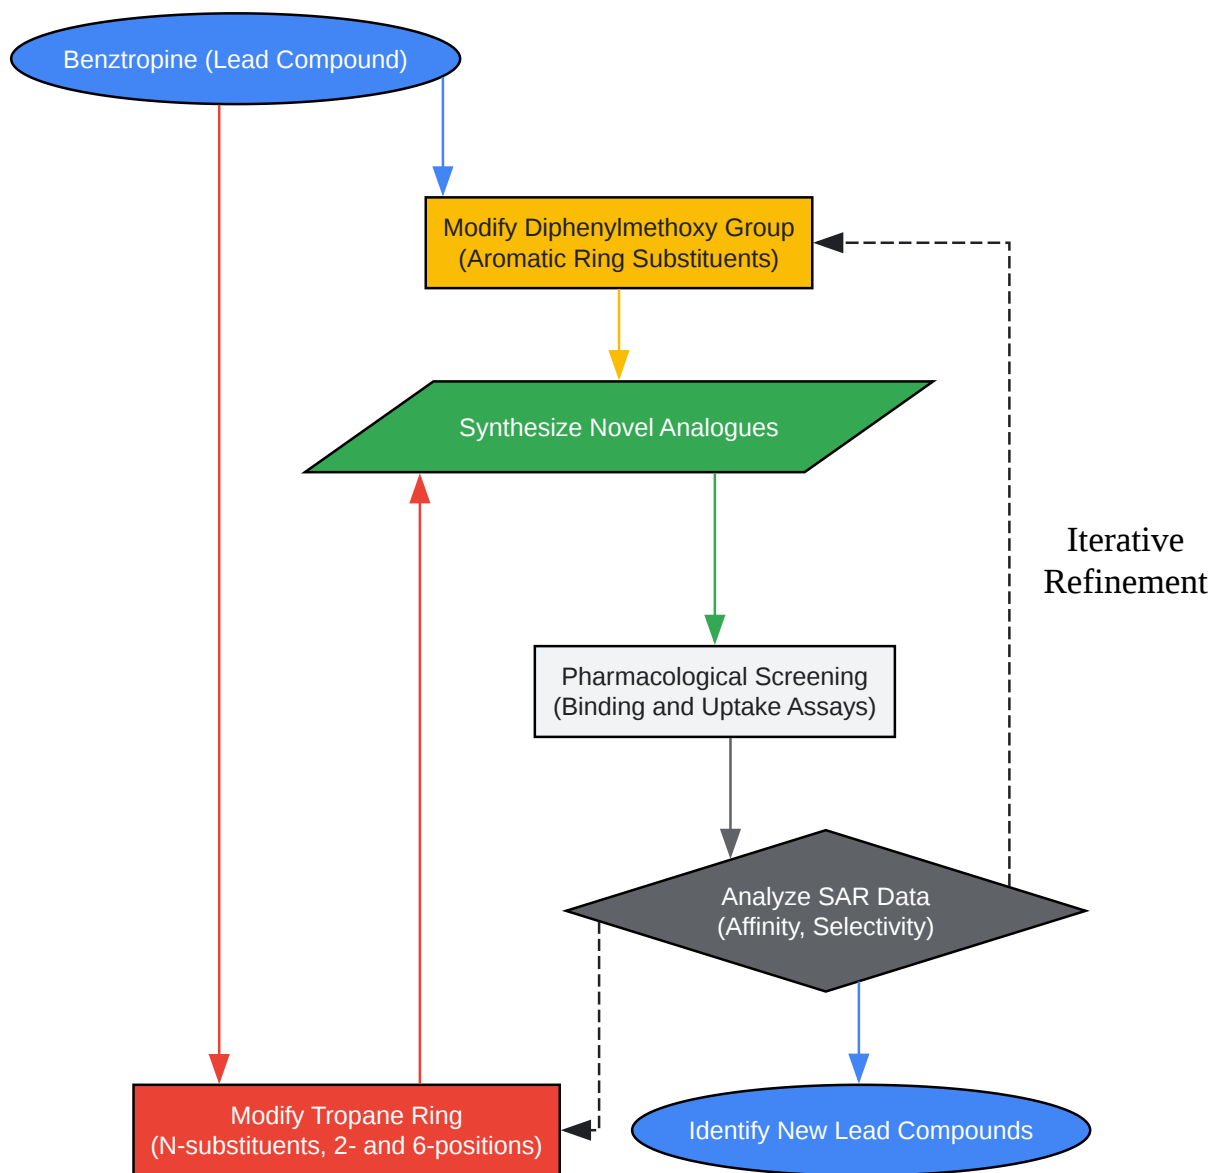 Benztropine (Lead Compound)
Modify Diphenylmethoxy Group
(Aromatic Ring Substituents)
Synthesize Novel Analogues
Iterative
Refinement
Pharmacological Screening
(Binding and Uptake Assays)
Analyze SAR Data
(Affinity, Selectivity)
Modify Tropane Ring
(N-substituents, 2- and 6-positions)
Identify New Lead Compounds